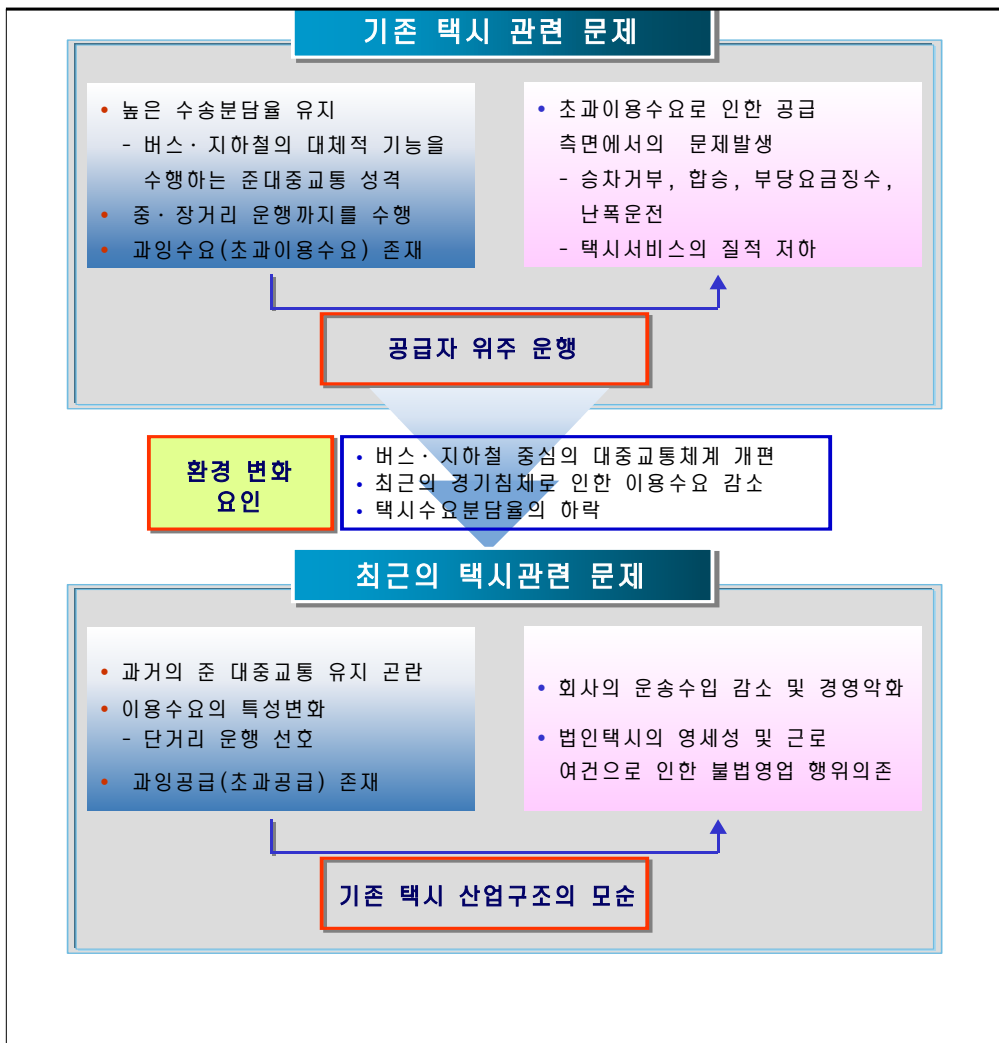 기존 택시 관련 문제
• 높은 수송분담율 유지
- 버스·지하철의 대체적 기능을
수행하는 준대중교통 성격
• 중·장거리 운행까지를 수행
• 과잉수요(초과이용수요) 존재
• 초과이용수요로 인한 공급
측면에서의 문제발생
- 승차거부, 합승, 부당요금징수,
난폭운전
- 택시서비스의 질적 저하
공급자 위주 운행
환경 변화
요인
• 버스·지하철 중심의 대중교통체계 개편
• 최근의 경기침체로 인한 이용수요 감소
• 택시수요분담율의 하락
최근의 택시관련 문제
• 과거의 준 대중교통 유지 곤란
• 이용수요의 특성변화
- 단거리 운행 선호
• 과잉공급(초과공급) 존재
• 회사의 운송수입 감소 및 경영악화
• 법인택시의 영세성 및 근로
여건으로 인한 불법영업 행위의존
기존 택시 산업구조의 모순